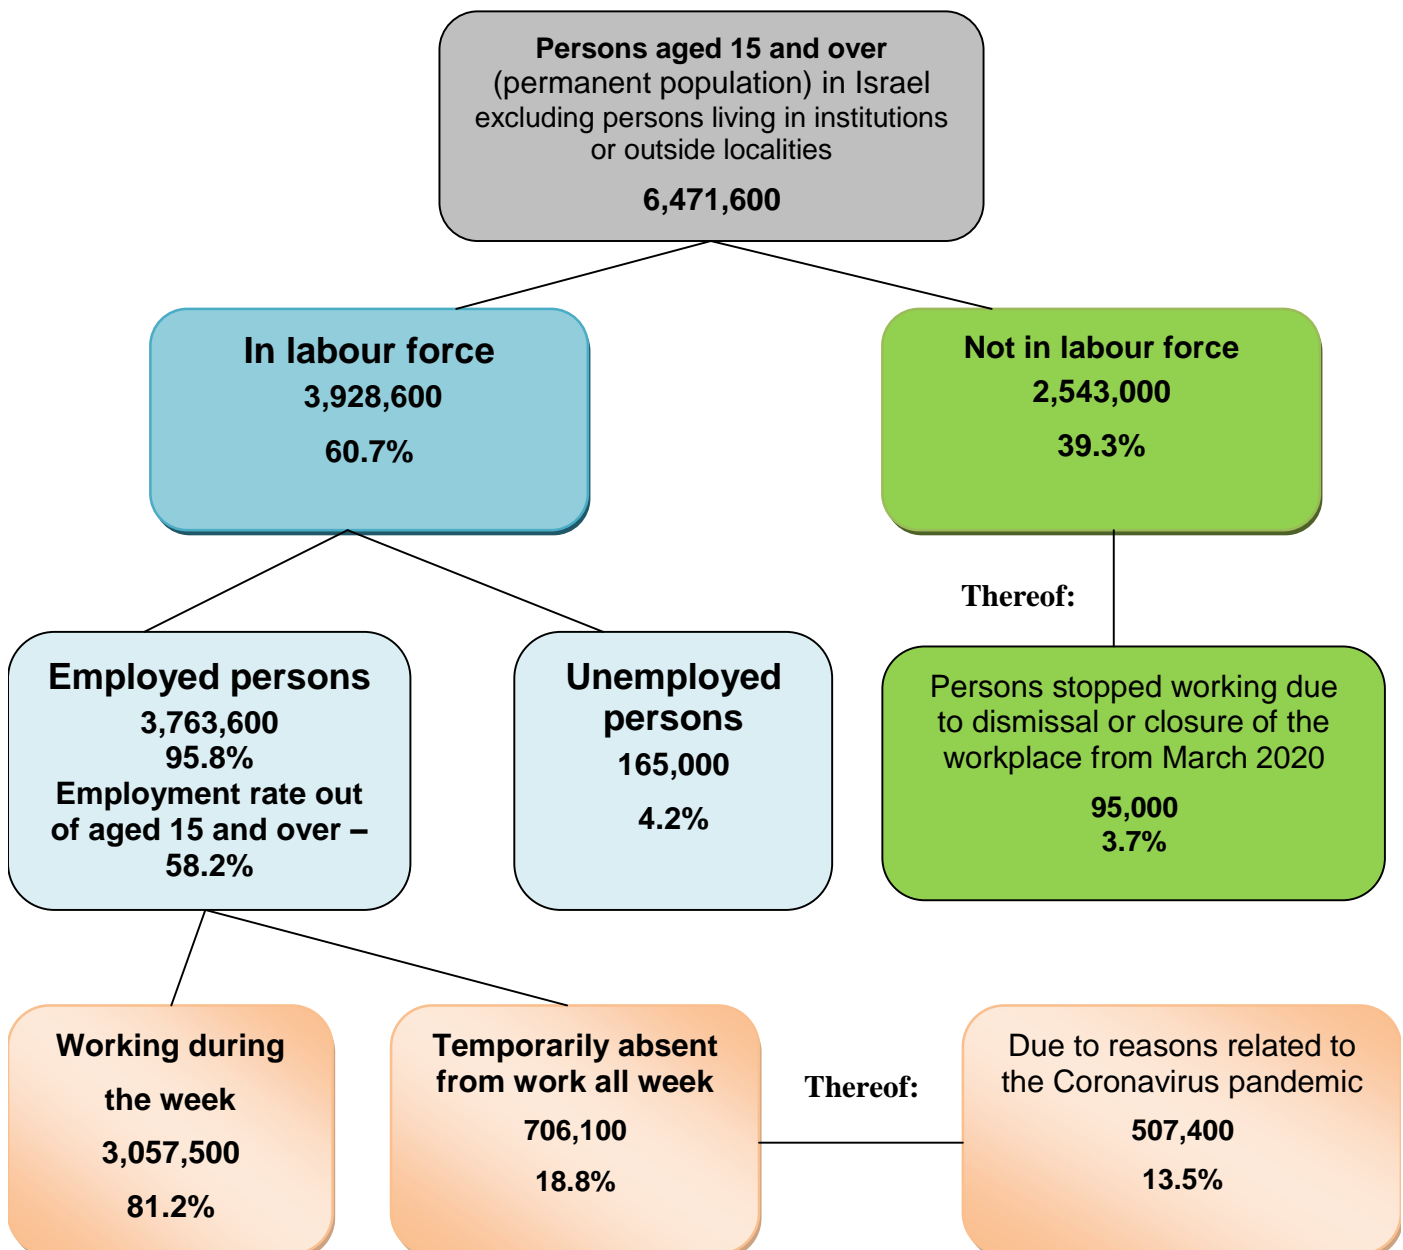 Persons aged 15 and over
(permanent population) in Israel
excluding persons living in institutions
or outside localities
6,471,600
In labour force
3,928,600
60.7%
Not in labour force
2,543,000
39.3%
Thereof:
Employed persons
3,763,600
95.8%
Employment rate out
of aged 15 and over –
58.2%
Unemployed
persons
165,000
4.2%
Persons stopped working due
to dismissal or closure of the
workplace from March 2020
95,000
3.7%
Working during
the week
3,057,500
81.2%
Temporarily absent
from work all week
706,100
18.8%
Thereof:
Due to reasons related to
the Coronavirus pandemic
507,400
13.5%